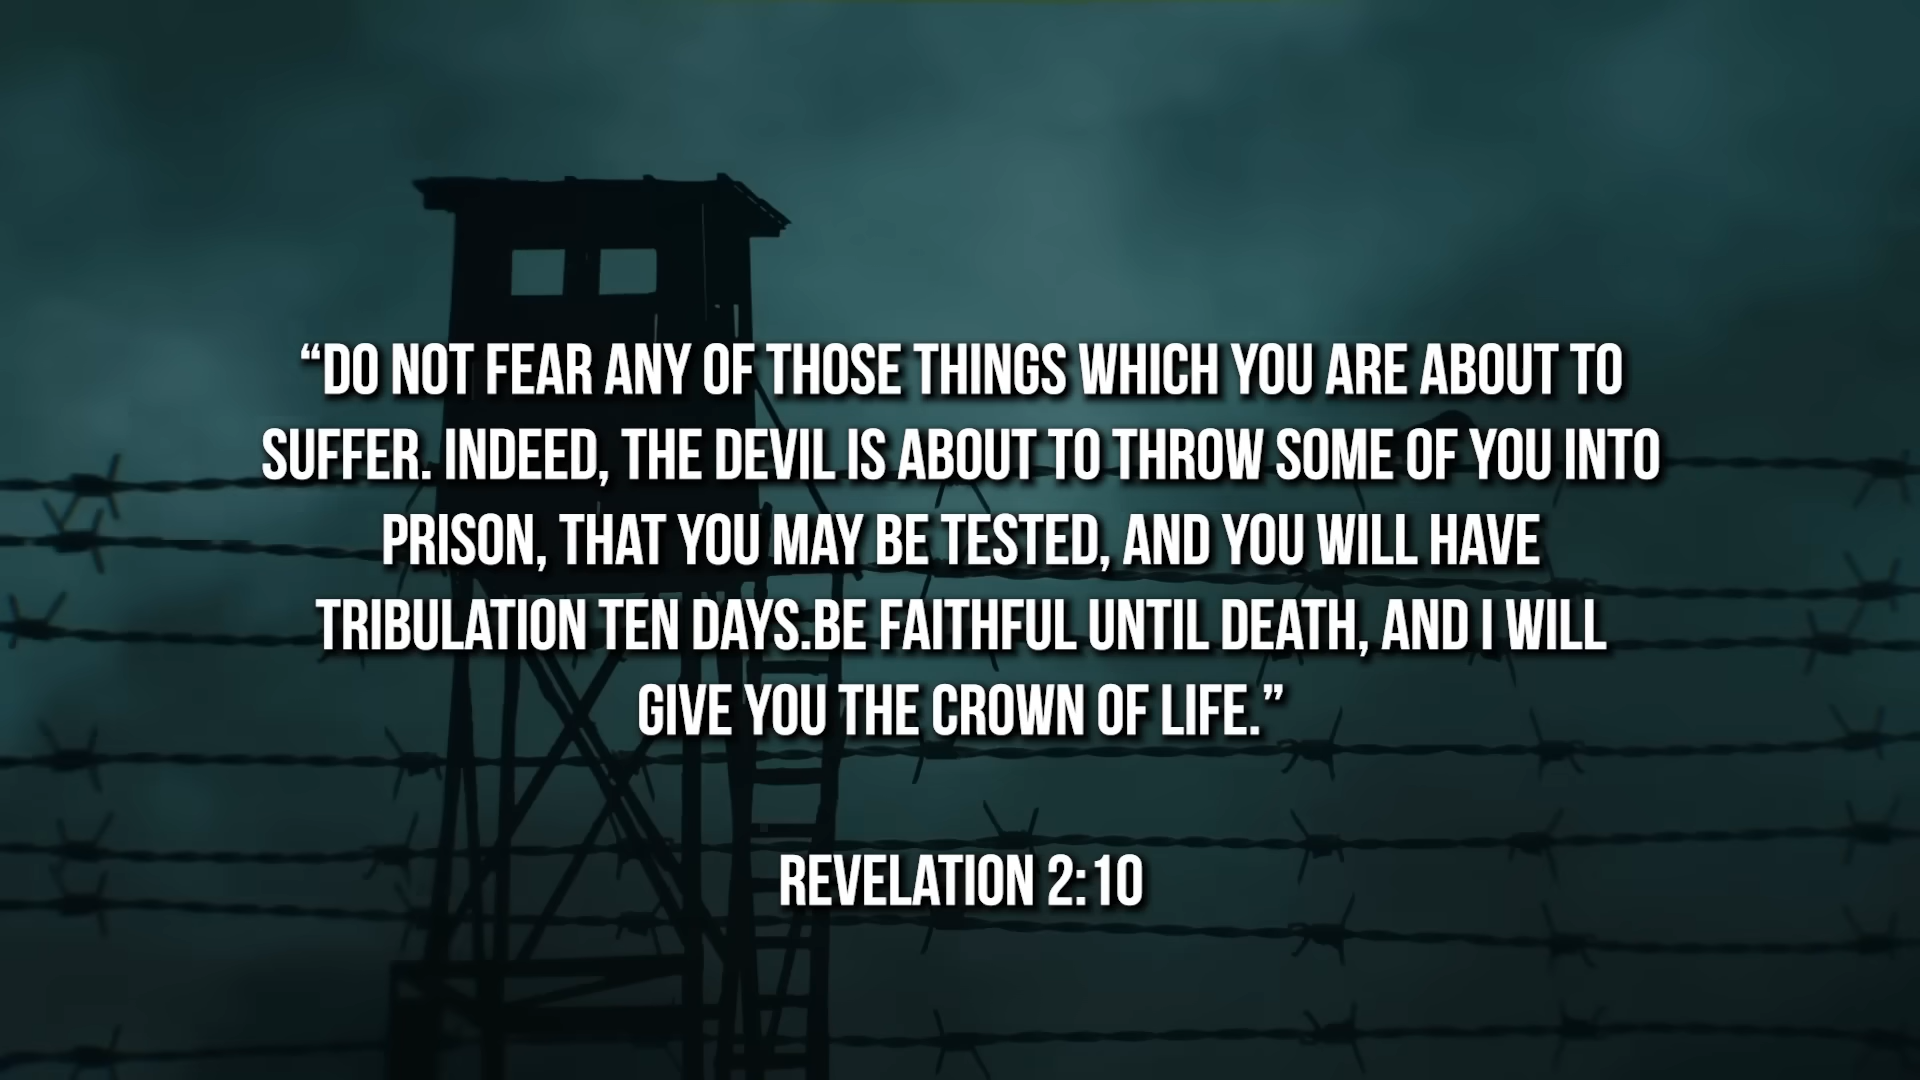 “DO NOT FEAR ANY OF THOSE THINGS WHICH YOU ARE ABOUT TO
SUFFER. INDEED, THE DEVIL IS ABOUT TO THROW SOME OF YOU INTO
PRISON, THAT YOU MAY BE TESTED, AND YOU WILL HAVE
TRIBULATION TEN DAYS.BE FAITHFUL UNTIL DEATH, AND I WILL
GIVE YOU THE CROWN OF LIFE.”
REVELATION 2:10